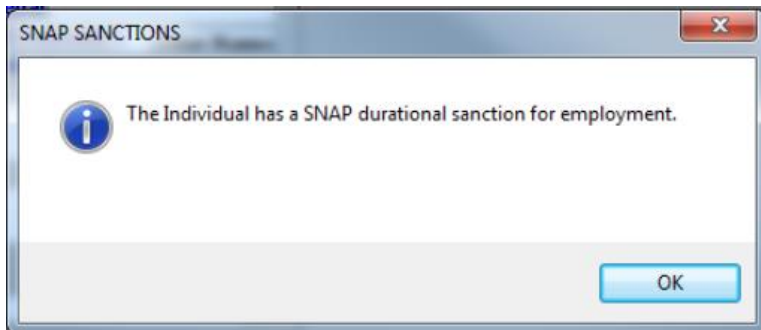 SNAP SANCTIONS
The Individual has a SNAP durational sanction for employment.
OK